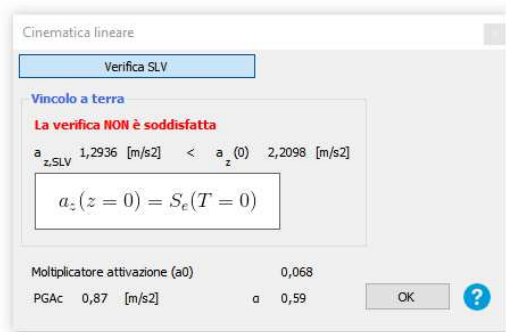 Cinematica lineare
Verifica SLV
Vincolo a terra
La verifica NON è soddisfatta
a z,SLV 1,2936 [m/s2] < a z (0) 2,2098 [m/s2]
a_z(z = 0) = S_e(T = 0)
Moltiplicatore attivazione (a0) 0,068
PGAc 0,87 [m/s2] α 0,59 OK ?